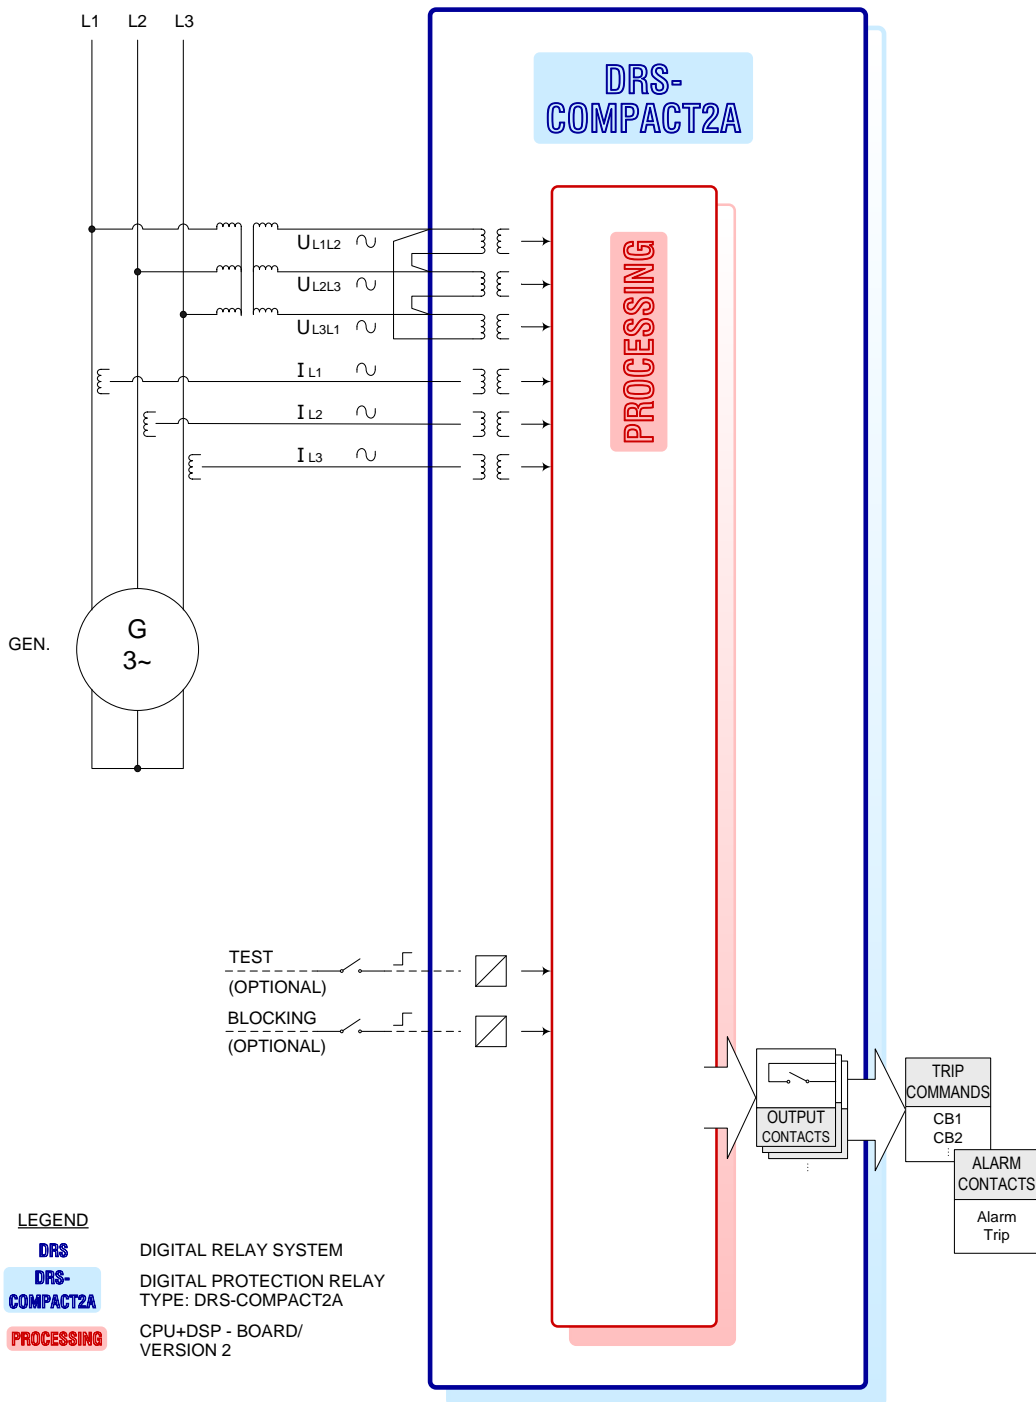 L1 L2 L3
DRS-
COMPACT2A
PROCESSING
UL1L2
UL2L3
UL3L1
IL1
IL2
IL3
G
3~
GEN.
TEST
(OPTIONAL)
BLOCKING
(OPTIONAL)
OUTPUT
CONTACTS
TRIP
COMMANDS
CB1
CB2
ALARM
CONTACTS
Alarm
Trip
LEGEND
DRS DIGITAL RELAY SYSTEM
DRS-
COMPACT2A
DIGITAL PROTECTION RELAY
TYPE: DRS-COMPACT2A
PROCESSING
CPU+DSP - BOARD/
VERSION 2